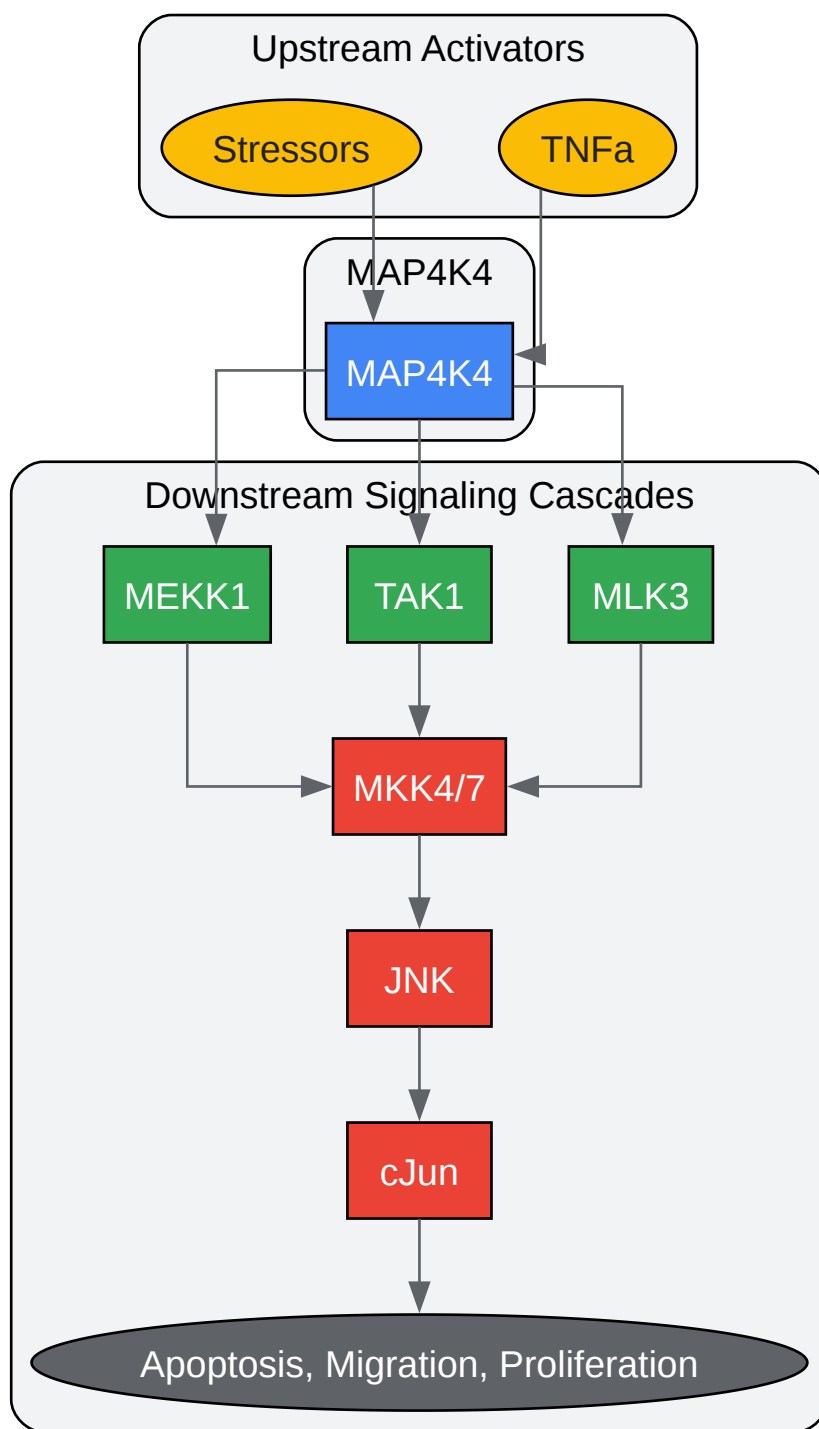 Upstream Activators
Stressors
TNFa
MAP4K4
MAP4K4
Downstream Signaling Cascades
MEKK1
TAK1
MLK3
MKK4/7
JNK
cJun
Apoptosis, Migration, Proliferation